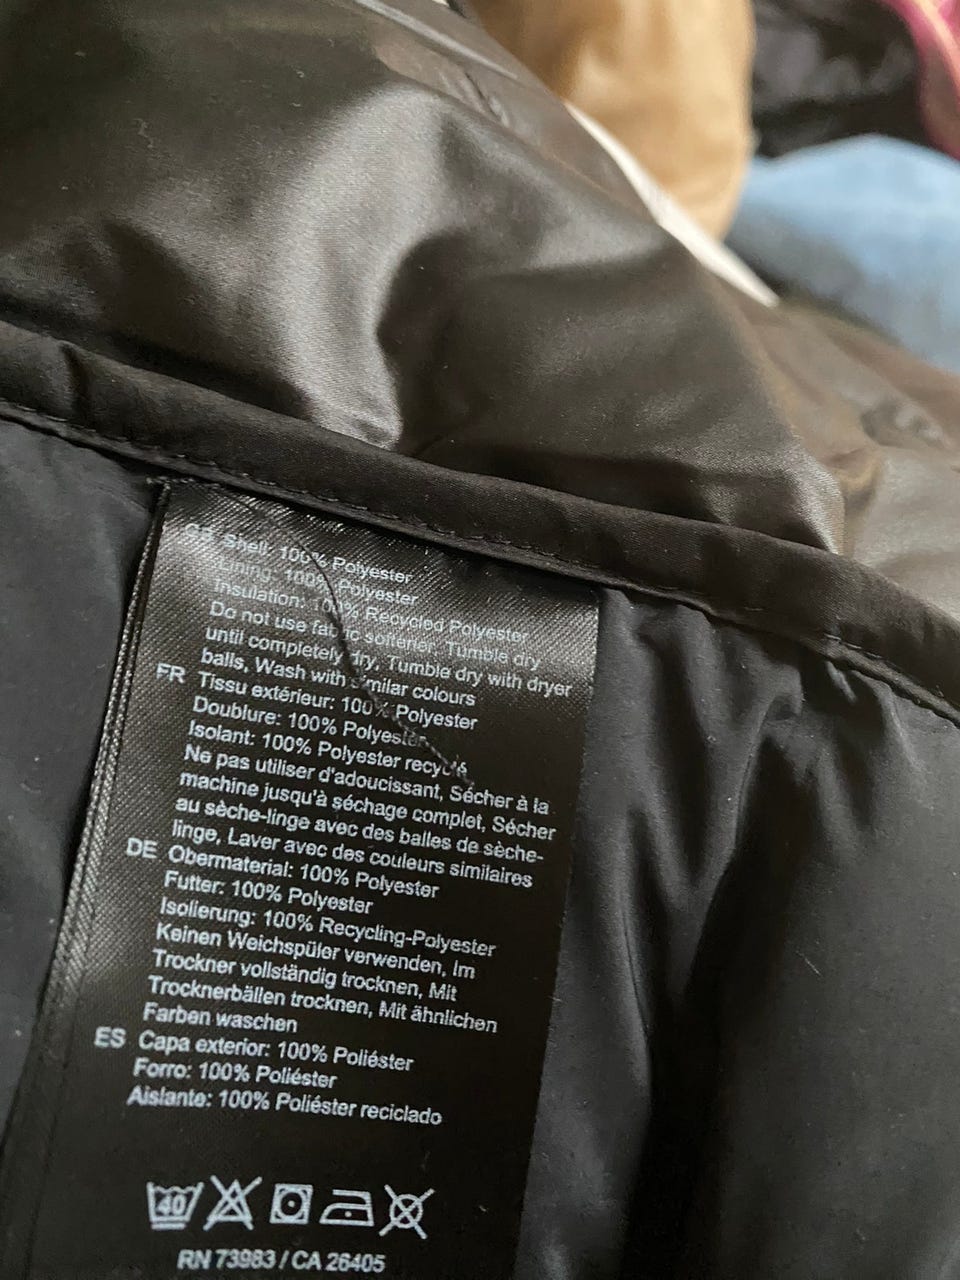 GB Shell: 100% Polyester
Lining: 100% Polyester
Insulation: 100% Recycled Polyester
Do not use fabric softener, Tumble dry
until completely dry, Tumble dry with dryer
balls, Wash with similar colours
FR Tissu extérieur: 100% Polyester
Doublure: 100% Polyester
Isolant: 100% Polyester recyclé
Ne pas utiliser d'adoucissant, Sécher à la
machine jusqu'à séchage complet, Sécher
au sèche-linge avec des balles de sèche-
linge, Laver avec des couleurs similaires
DE Obermaterial: 100% Polyester
Futter: 100% Polyester
Isolierung: 100% Recycling-Polyester
Keinen Weichspüler verwenden, Im
Trockner vollständig trocknen, Mit
Trocknerbällen trocknen, Mit ähnlichen
Farben waschen
ES Capa exterior: 100% Poliéster
Forro: 100% Poliéster
Aislante: 100% Poliéster reciclado
40
RN 73983 / CA 26405